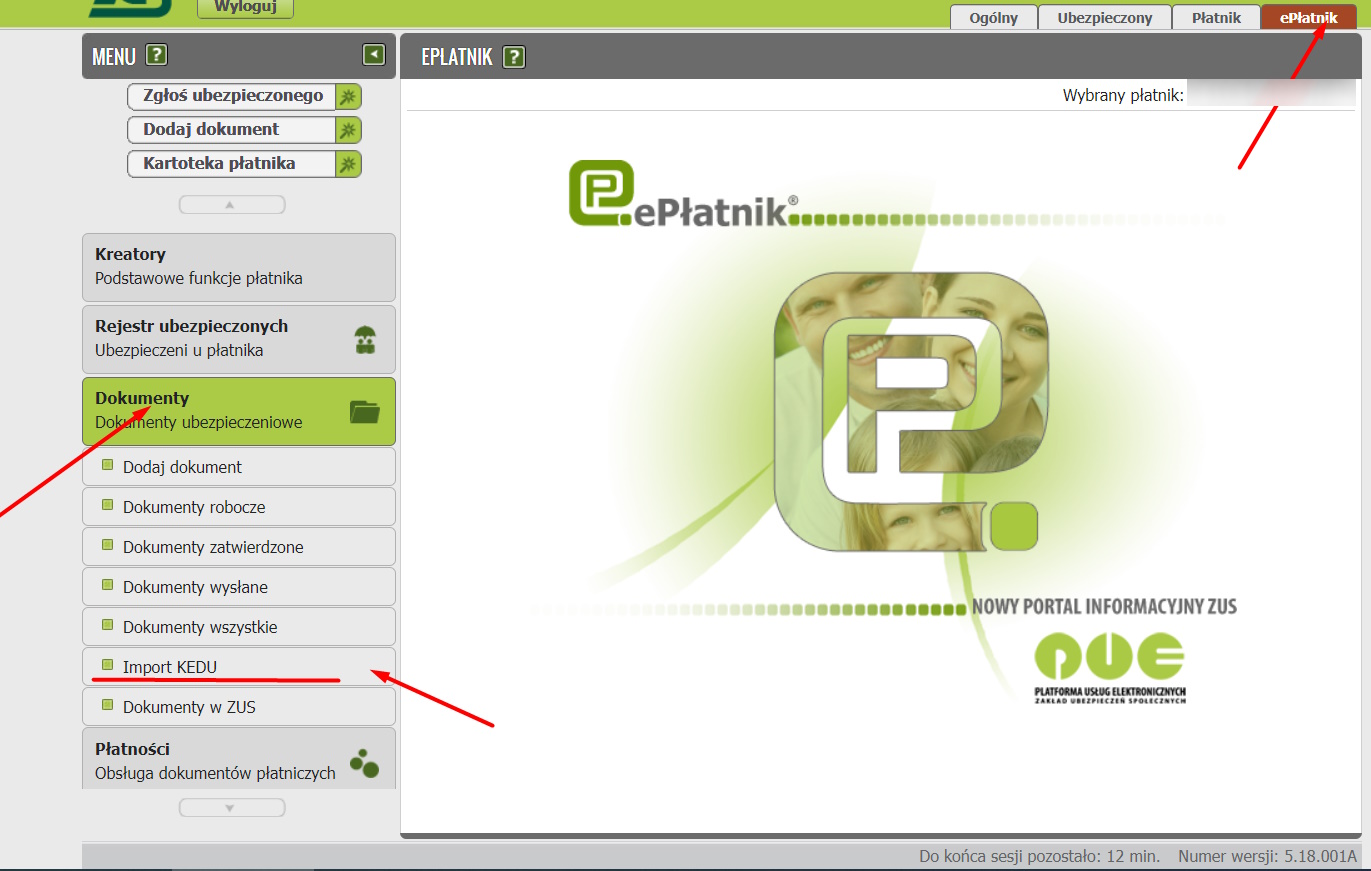 Wyloguj
Ogólny
Ubezpieczony
Płatnik
ePłatnik
MENU ?
EPLATNIK ?
Zgłoś ubezpieczonego
Dodaj dokument
Kartoteka płatnika
Wybrany płatnik:
ePłatnik®
Kreatory
Podstawowe funkcje płatnika
Rejestr ubezpieczonych
Ubezpieczeni u płatnika
Dokumenty
Dokumenty ubezpieczeniowe
Dodaj dokument
Dokumenty robocze
Dokumenty zatwierdzone
Dokumenty wysłane
Dokumenty wszystkie
Import KEDU
Dokumenty w ZUS
Płatności
Obsługa dokumentów płatniczych
NOWY PORTAL INFORMACYJNY ZUS
PUE
PLATFORMA USŁUG ELEKTRONICZNYCH
ZAKŁAD UBEZPIECZEŃ SPOŁECZNYCH
Do końca sesji pozostało: 12 min.
Numer wersji: 5.18.001A